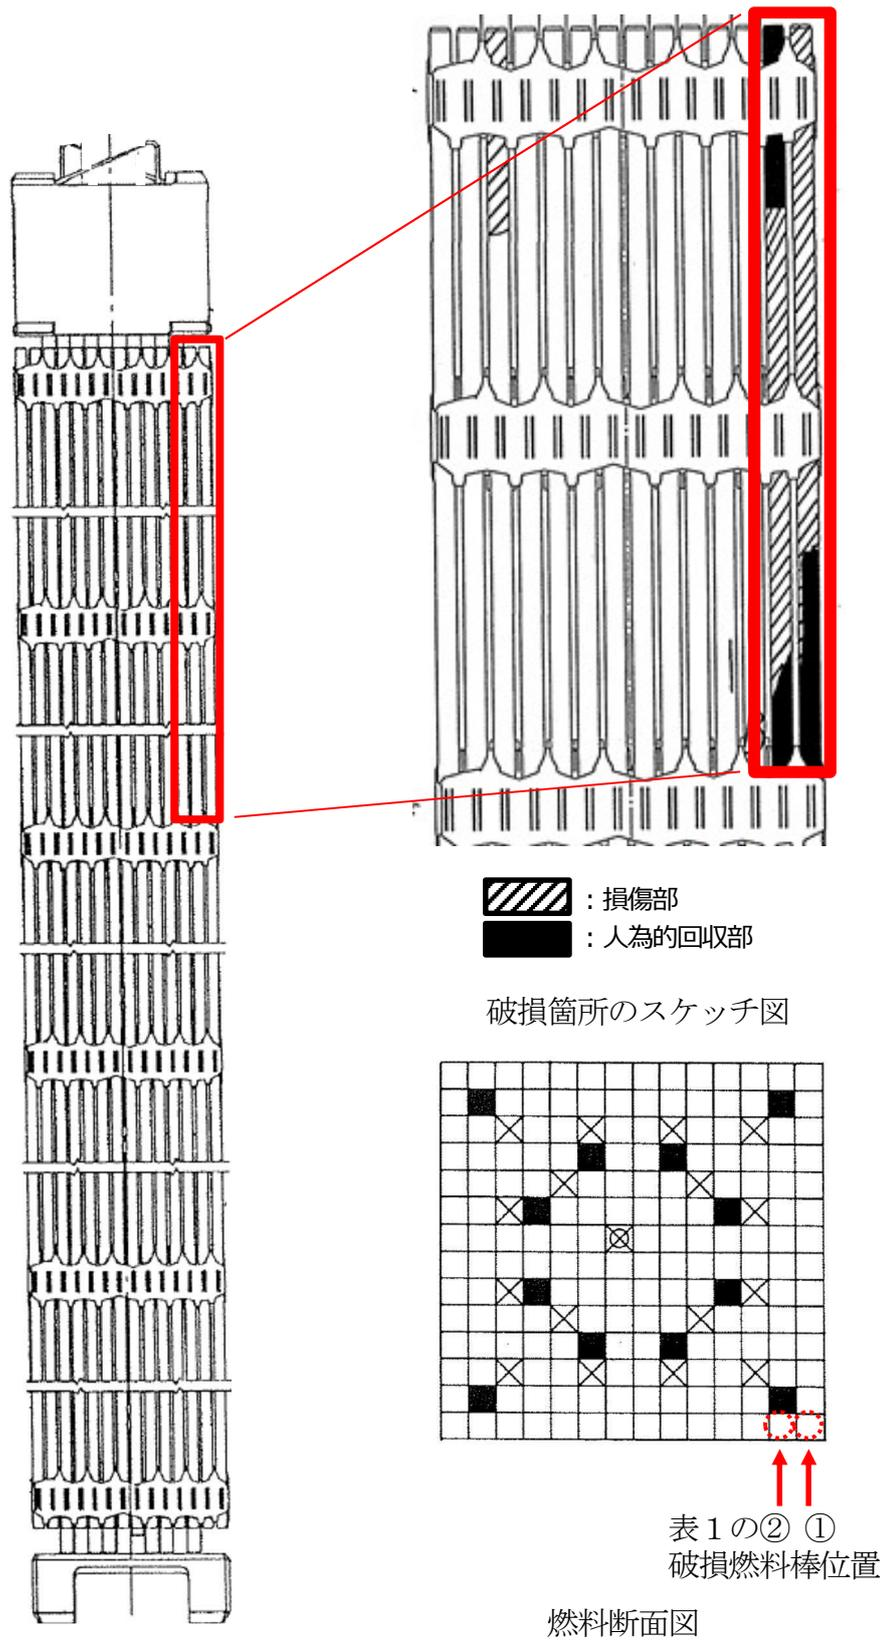 ：損傷部
：人為的回収部
破損箇所のスケッチ図
表１の② ①
破損燃料棒位置
燃料断面図